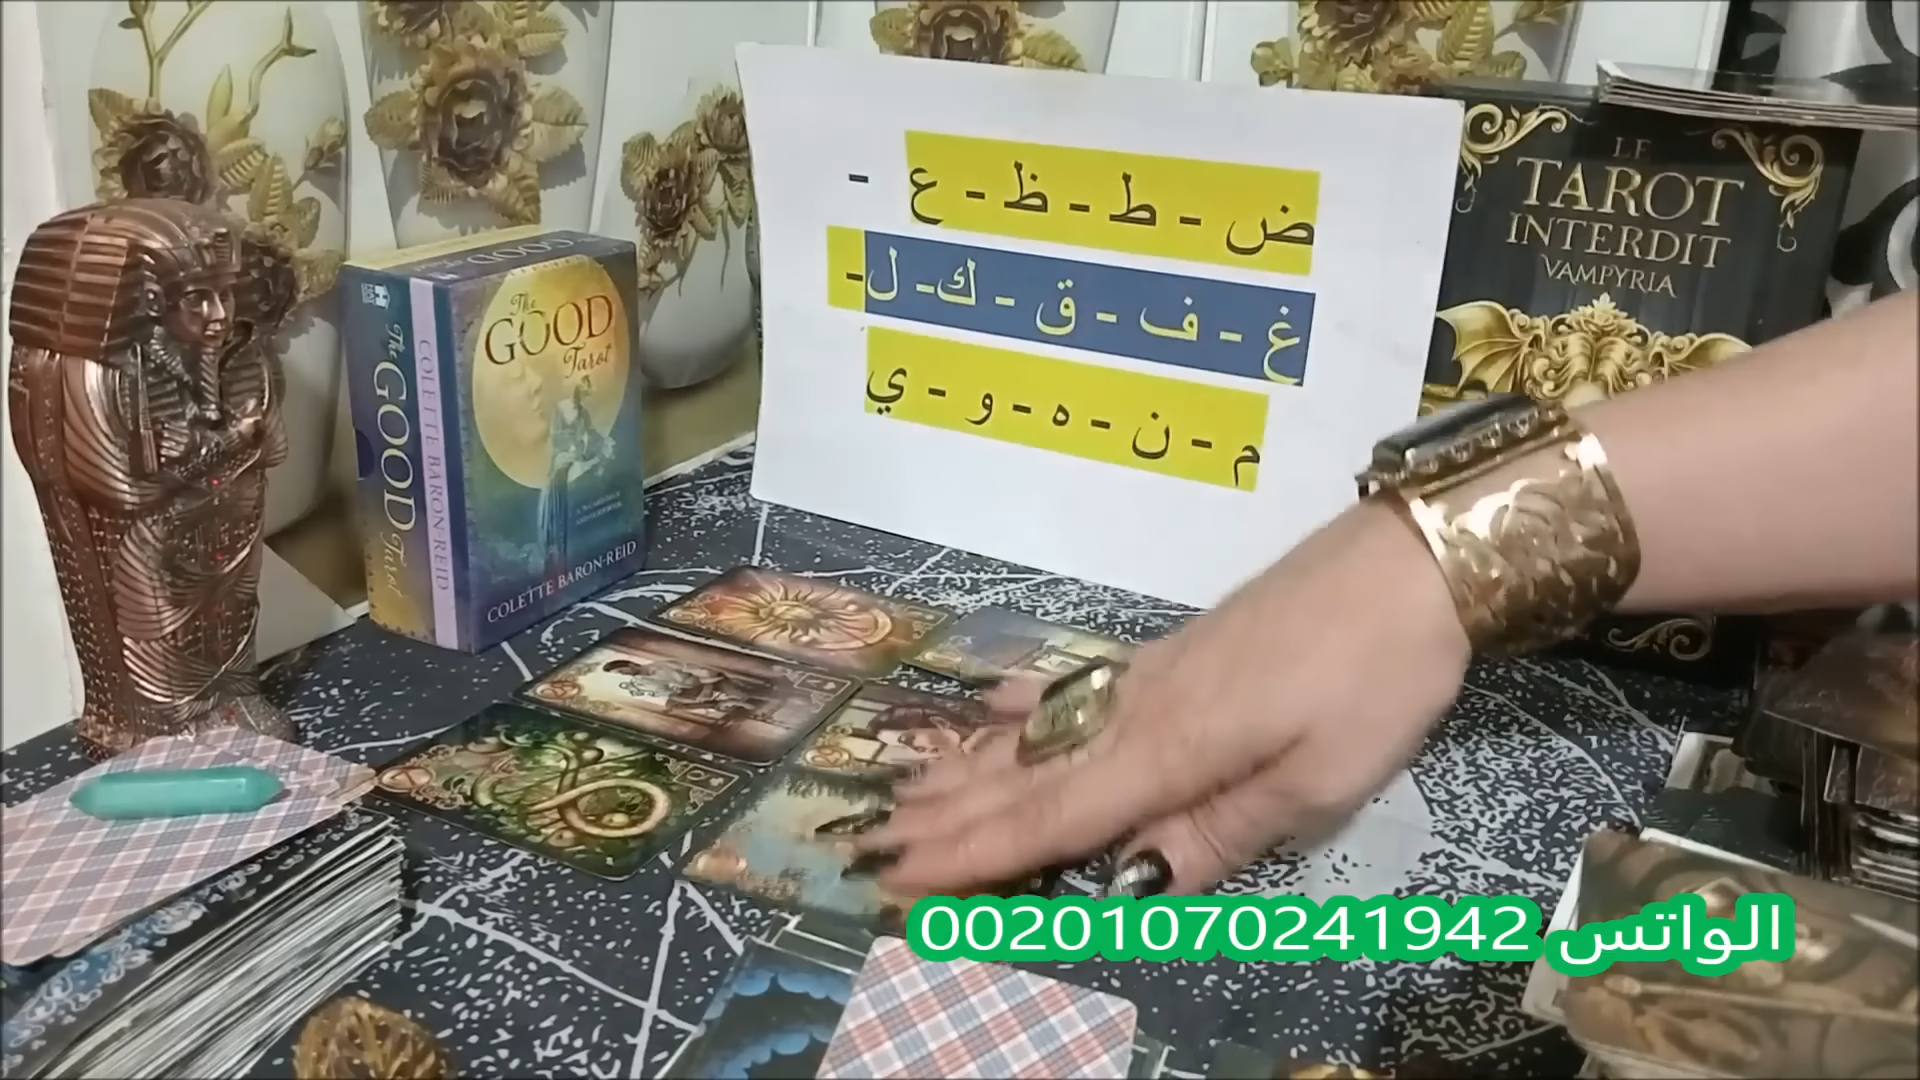 ض - ط - ظ - ع -
غ - ف - ق - ك- ل-
م - ن - ه - و - ي
LE
TAROT
INTERDIT
VAMPYRIA
The
GOOD
Tarot
COLETTE BARON-REID
The GOOD Tarot
COLETTE BARON-REID
الواتس 00201070241942